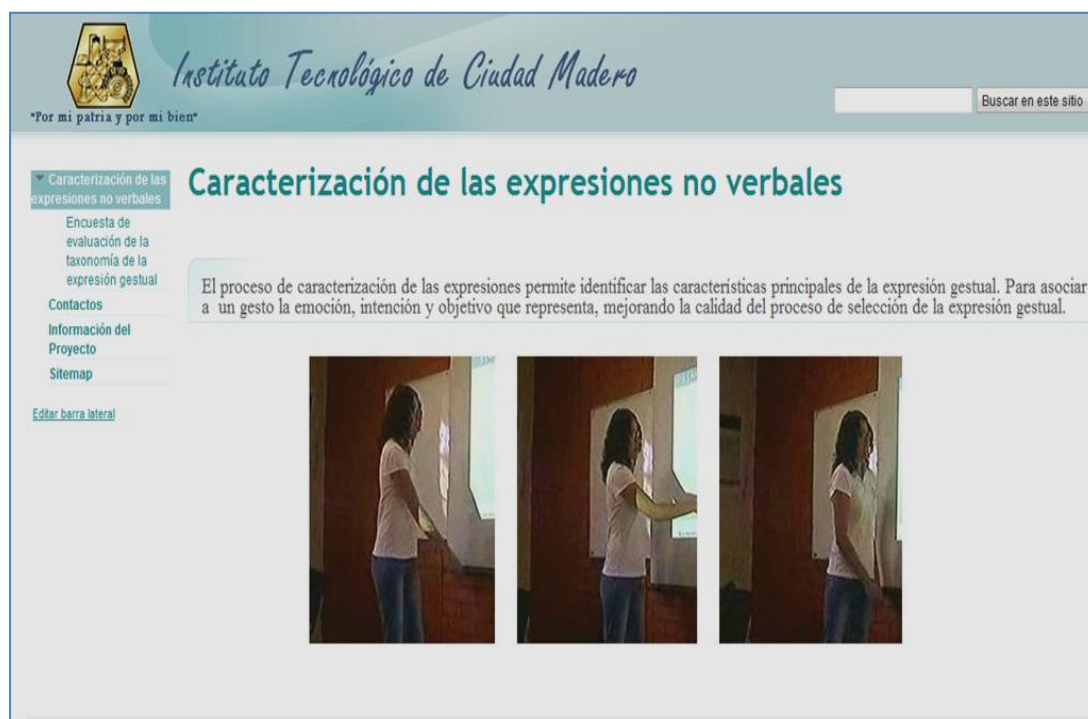 Instituto Tecnológico de Ciudad Madero
"Por mi patria y por mi bien"
Buscar en este sitio
Caracterización de las
expresiones no verbales
Encuesta de
evaluación de la
taxonomía de la
expresión gestual
Contactos
Información del
Proyecto
Sitemap
Editar barra lateral
Caracterización de las expresiones no verbales
El proceso de caracterización de las expresiones permite identificar las características principales de la expresión gestual. Para asociar
a un gesto la emoción, intención y objetivo que representa, mejorando la calidad del proceso de selección de la expresión gestual.